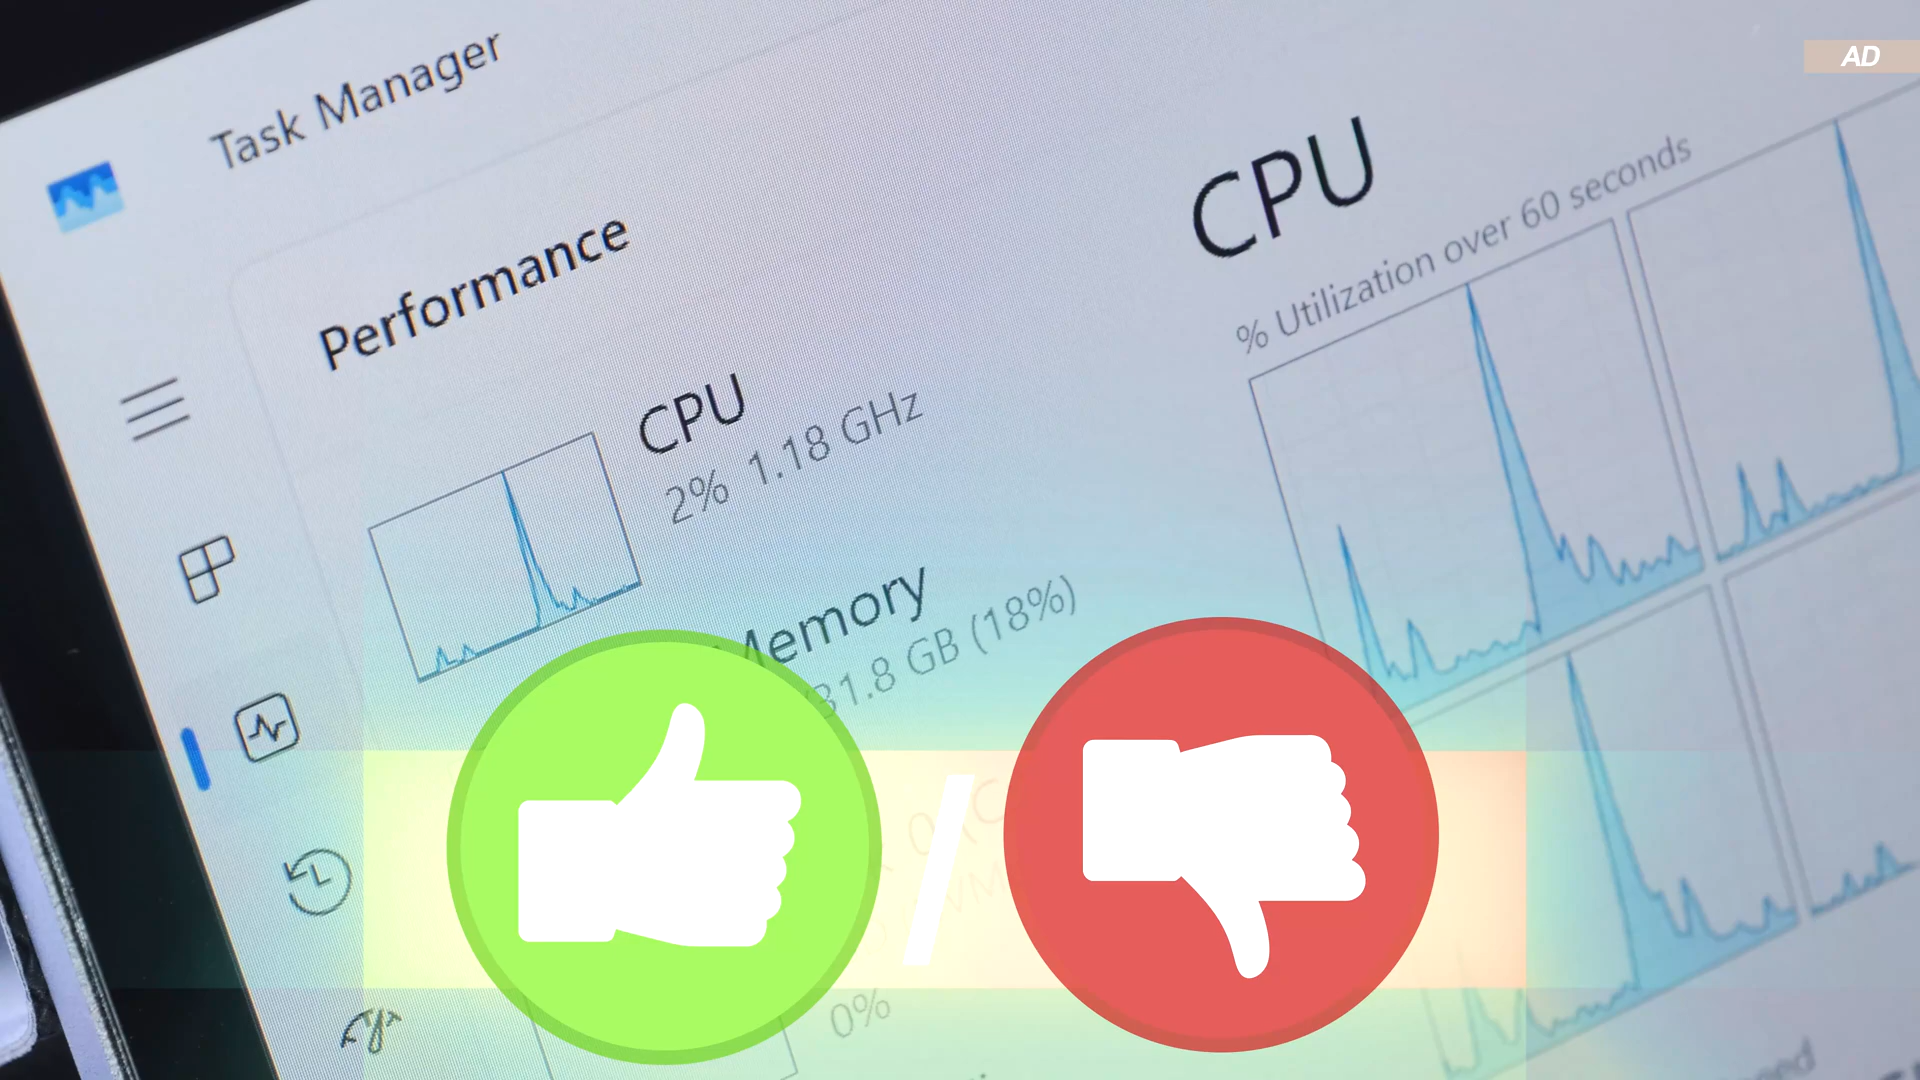 Task Manager
AD
Performance
CPU
% Utilization over 60 seconds
CPU
2% 1.18 GHz
Memory
31.8 GB (18%)
0%